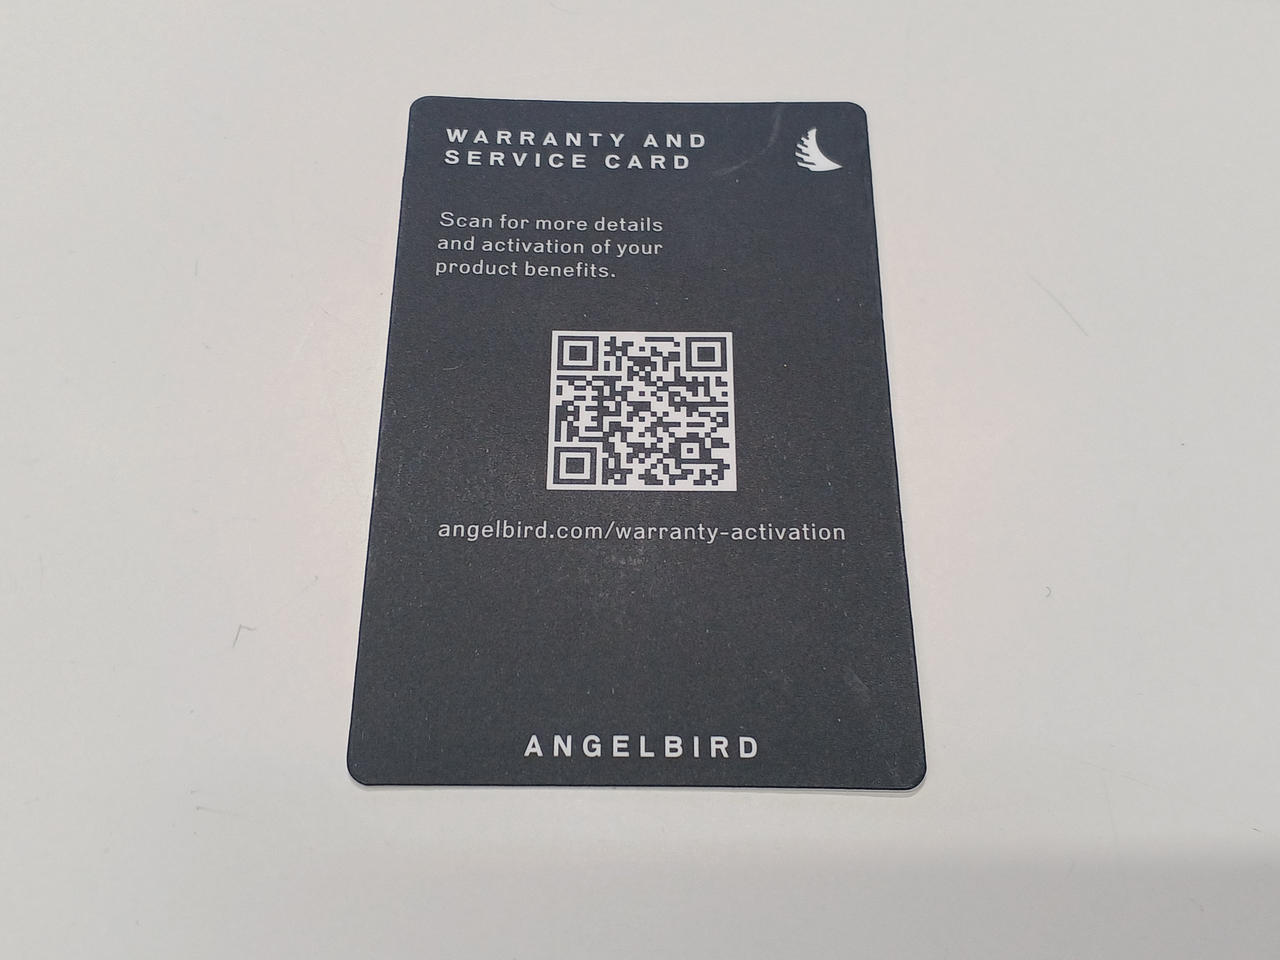 WARRANTY AND
SERVICE CARD
Scan for more details
and activation of your
product benefits.
angelbird.com/warranty-activation
ANGELBIRD